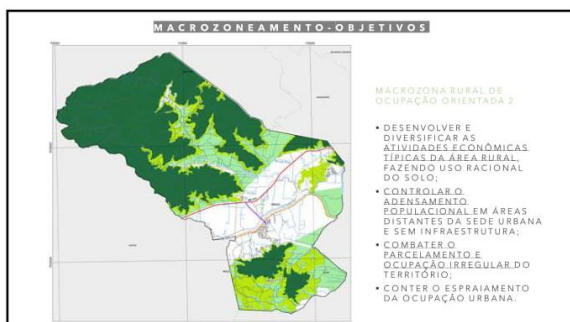 MACROZONEAMENTO-OBJETIVOS
MACROZONA RURAL DE
OCUPAÇÃO ORIENTADA 2
▪ DESENVOLVER E
DIVERSIFICAR AS
ATIVIDADES ECONÔMICAS
TÍPICAS DA ÁREA RURAL,
FAZENDO USO RACIONAL
DO SOLO;
▪ CONTROLAR O
ADENSAMENTO
POPULACIONAL EM ÁREAS
DISTANTES DA SEDE URBANA
E SEM INFRAESTRUTURA;
▪ COMBATER O
PARCELAMENTO E
OCUPAÇÃO IRREGULAR DO
TERRITÓRIO;
▪ CONTER O ESPRAIAMENTO
DA OCUPAÇÃO URBANA.